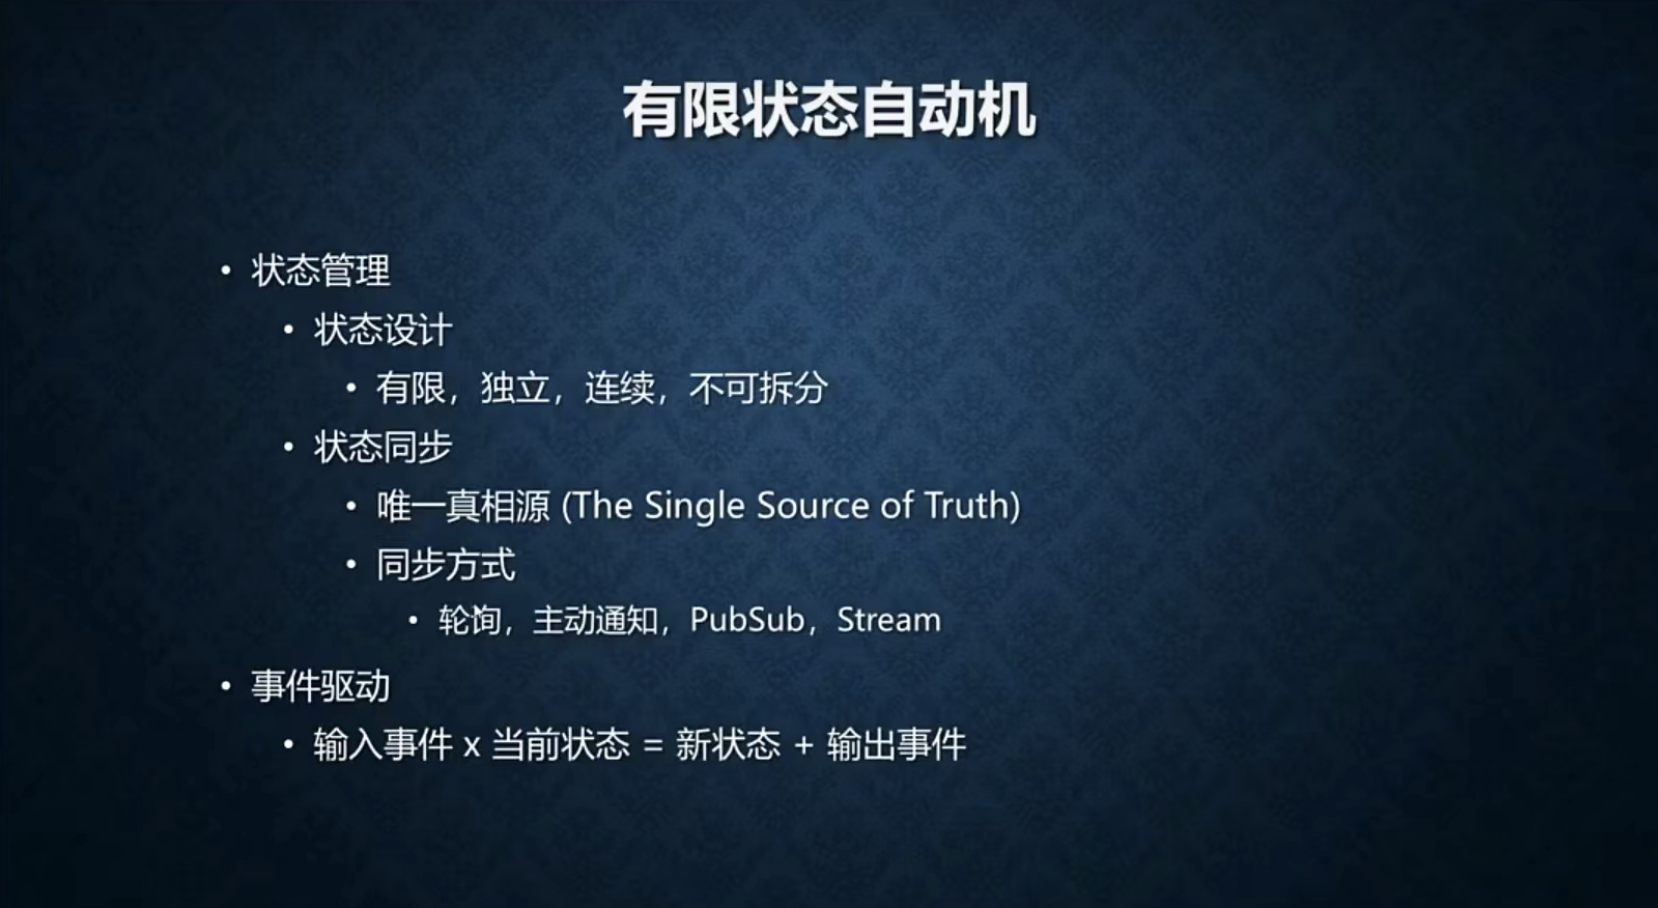 有限状态自动机
• 状态管理
• 状态设计
• 有限，独立，连续，不可拆分
• 状态同步
• 唯一真相源 (The Single Source of Truth)
• 同步方式
• 轮询，主动通知，PubSub，Stream
• 事件驱动
• 输入事件 x 当前状态 = 新状态 + 输出事件